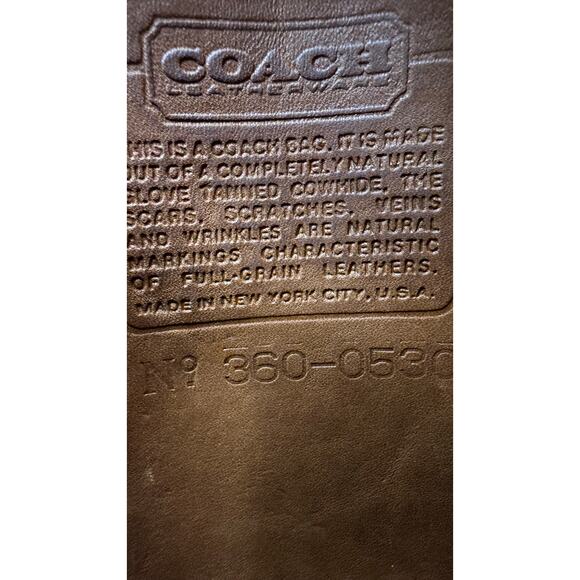 COACH
LEATHERWARE
THIS IS A COACH BAG. IT IS MADE
OUT OF A COMPLETELY NATURAL
GLOVE TANNED COWHIDE, THE
SCARS, SCRATCHES, VEINS
AND WRINKLES ARE NATURAL
MARKINGS CHARACTERISTIC
OF FULL-GRAIN LEATHERS.
MADE IN NEW YORK CITY, U.S.A.
Nº 360-0530